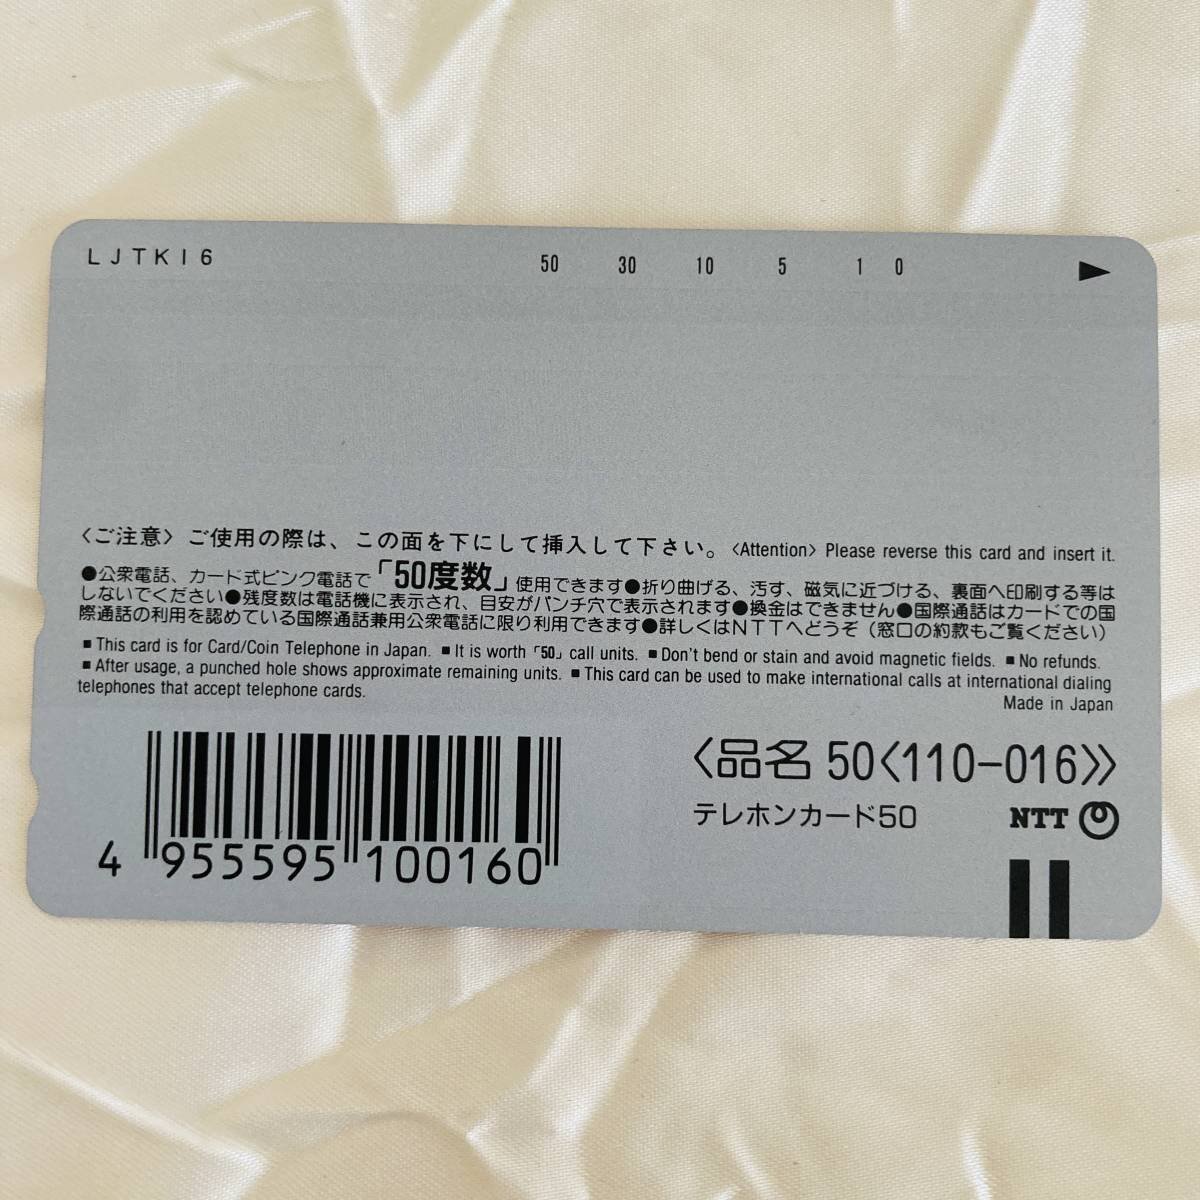 LJTKI6
50 30 10 5 1 0 ▶
〈ご注意〉ご使用の際は、この面を下にして挿入して下さい。〈Attention〉Please reverse this card and insert it.
●公衆電話、カード式ピンク電話で「50度数」使用できます●折り曲げる、汚す、磁気に近づける、裏面へ印刷する等は
しないでください●残度数は電話機に表示され、目安がパンチ穴で表示されます●換金はできません●国際通話はカードでの国
際通話の利用を認めている国際通話兼用公衆電話に限り利用できます●詳しくはNTTへどうぞ(窓口の約款もご覧ください)
■This card is for Card/Coin Telephone in Japan. ■It is worth「50」call units. ■Don't bend or stain and avoid magnetic fields. ■No refunds.
■After usage, a punched hole shows approximate remaining units. ■This card can be used to make international calls at international dialing
telephones that accept telephone cards.
Made in Japan
〈品名 50〈110-016〉〉
テレホンカード50
NTT
4 955595 100160